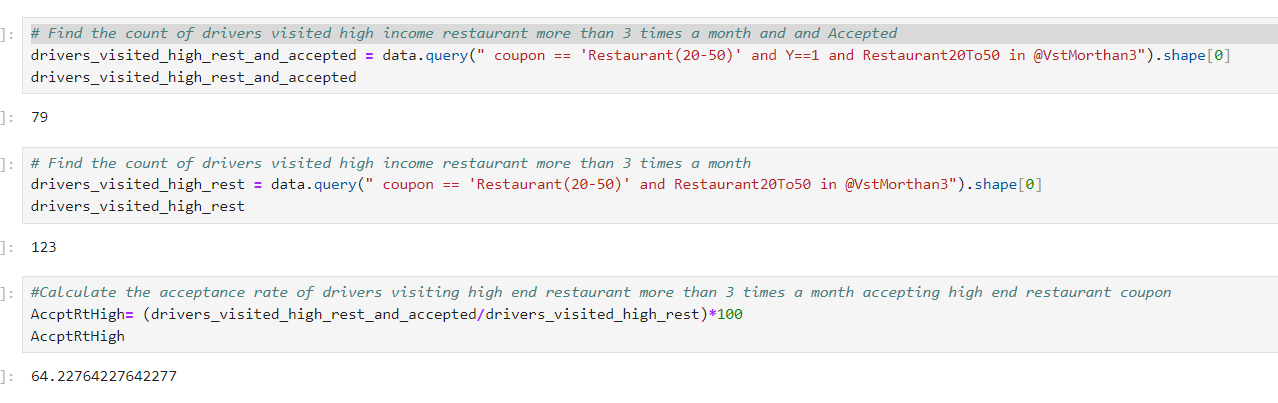 ]: # Find the count of drivers visited high income restaurant more than 3 times a month and and Accepted
drivers_visited_high_rest_and_accepted = data.query(" coupon == 'Restaurant(20-50)' and Y==1 and Restaurant20To50 in @VstMorthan3").shape[0]
drivers_visited_high_rest_and_accepted
]: 79
]: # Find the count of drivers visited high income restaurant more than 3 times a month
drivers_visited_high_rest = data.query(" coupon == 'Restaurant(20-50)' and Restaurant20To50 in @VstMorthan3").shape[0]
drivers_visited_high_rest
]: 123
]: #Calculate the acceptance rate of drivers visiting high end restaurant more than 3 times a month accepting high end restaurant coupon
AccptRtHigh= (drivers_visited_high_rest_and_accepted/drivers_visited_high_rest)*100
AccptRtHigh
]: 64.22764227642277